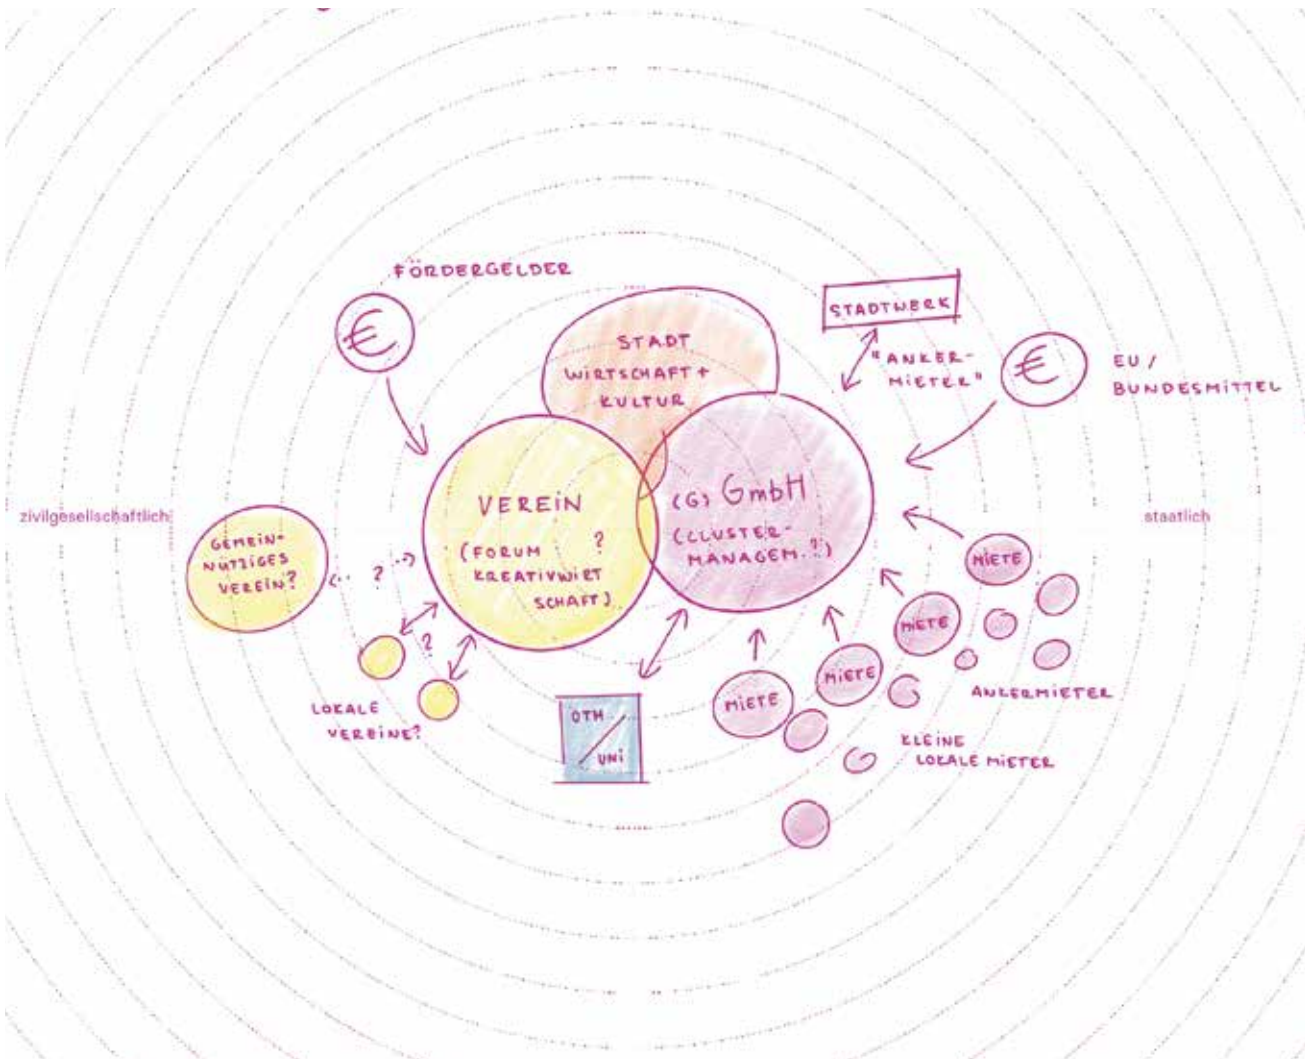 FÖRDERGELDER
€
STADT
WIRTSCHAFT +
KULTUR
STADTWERK
"ANKER-
MIETER"
€
EU /
BUNDESMITTEL
zivilgesellschaftlich
staatlich
VEREIN
(FORUM ?
KREATIVWIRT
SCHAFT)
(G) GmbH
(CLUSTER-
MANAGEM.?)
GEMEIN-
NÜTZIGES
VEREIN?
?
?
LOKALE
VEREINE?
OTH
UNI
MIETE
MIETE
MIETE
MIETE
ANKERMIETER
KLEINE
LOKALE MIETER